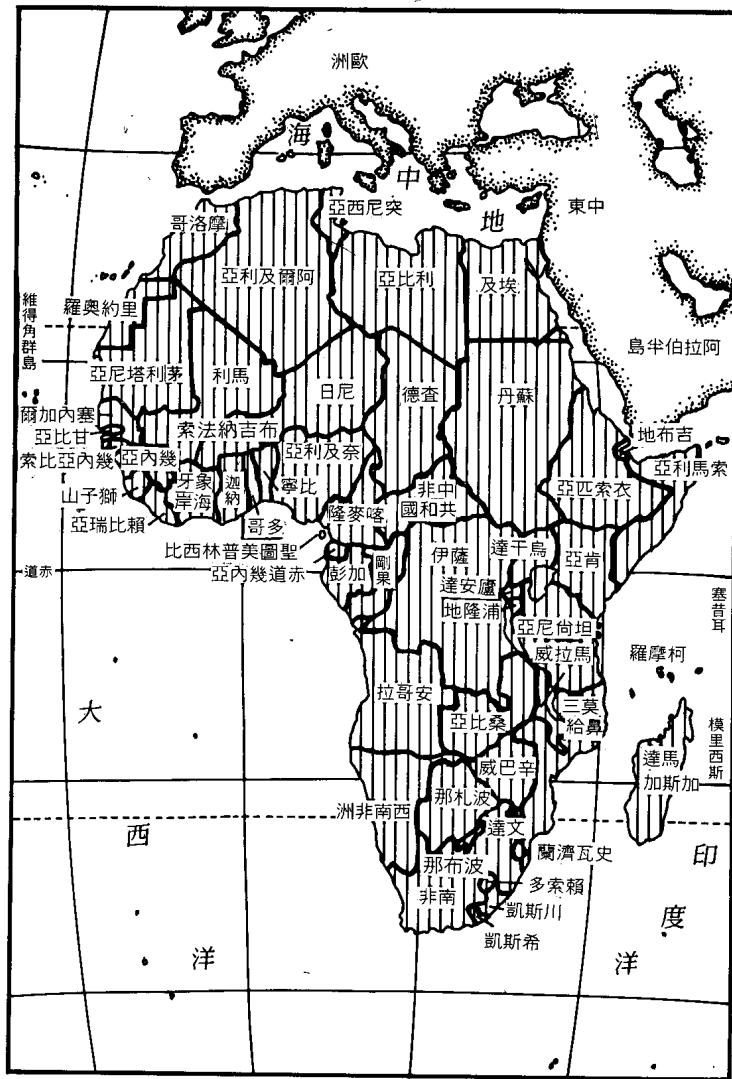 歐洲
地中海
中東
突尼西亞
摩洛哥
阿爾及利亞
利比亞
埃及
維得角群島
里約奧羅
阿拉伯半島
茅利塔尼亞
馬利
尼日
查德
蘇丹
塞內加爾
甘比亞
幾內亞比索
幾內亞
布吉納法索
奈及利亞
吉布地
索馬利亞
獅子山
象牙
海岸
迦納
比寧
中非
共和國
衣索匹亞
賴比瑞亞
多哥
喀麥隆
聖圖美普林西比
赤道幾內亞
赤道
加彭
剛果
薩伊
烏干達
肯亞
盧安達
浦隆地
坦尚尼亞
塞昔耳
馬拉威
柯摩羅
安哥拉
桑比亞
莫三
鼻給
模里西斯
馬達
加斯加
辛巴威
波札那
西南非洲
文達
史瓦濟蘭
波布那
南非
賴索多
川斯凱
希斯凱
大西洋
印度洋